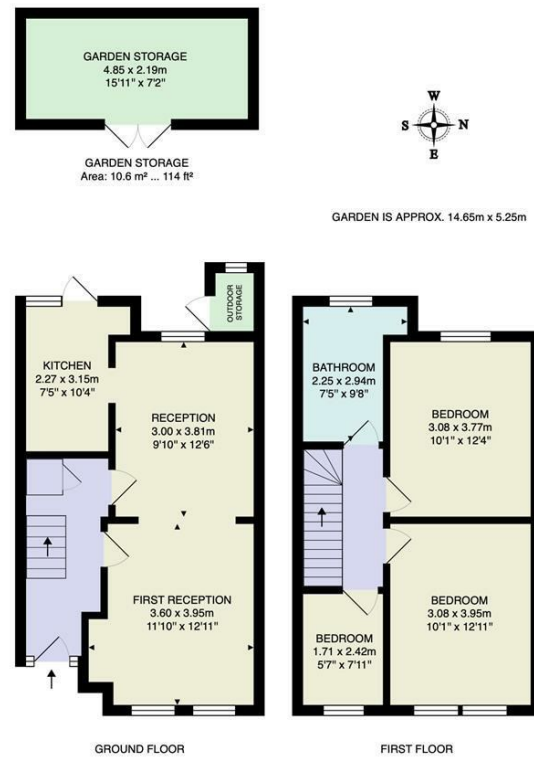 GARDEN STORAGE
4.85 x 2.19m
15'11" x 7'2"
GARDEN STORAGE
Area: 10.6 m² ... 114 ft²
W
S
N
E
GARDEN IS APPROX. 14.65m x 5.25m
OUTDOOR
STORAGE
KITCHEN
2.27 x 3.15m
7'5" x 10'4"
RECEPTION
3.00 x 3.81m
9'10" x 12'6"
FIRST RECEPTION
3.60 x 3.95m
11'10" x 12'11"
GROUND FLOOR
BATHROOM
2.25 x 2.94m
7'5" x 9'8"
BEDROOM
3.08 x 3.77m
10'1" x 12'4"
BEDROOM
3.08 x 3.95m
10'1" x 12'11"
BEDROOM
1.71 x 2.42m
5'7" x 7'11"
FIRST FLOOR